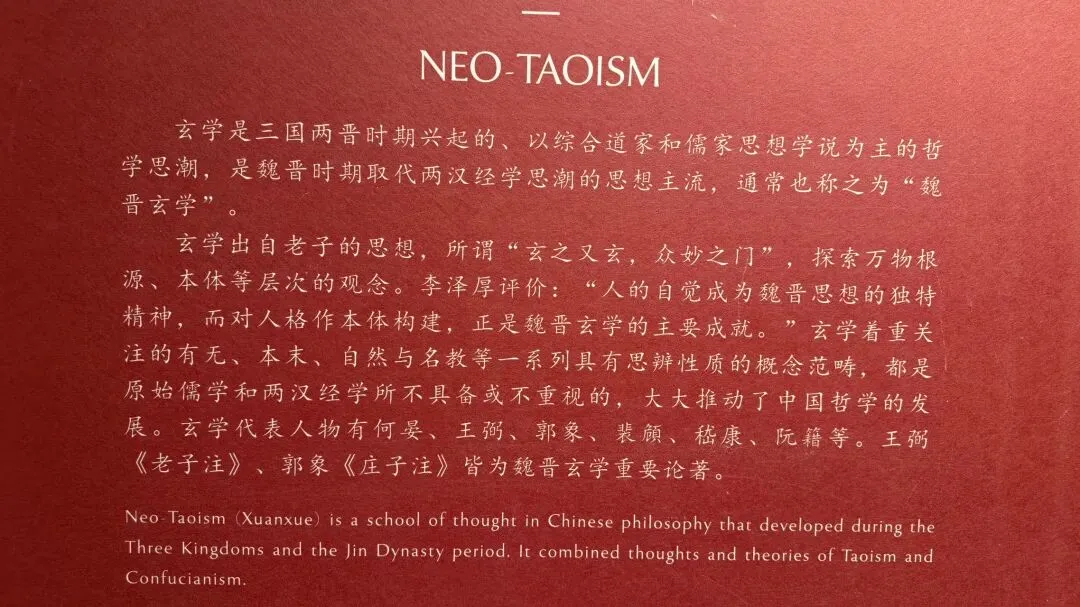 NEO-TAOISM
玄学是三国两晋时期兴起的、以综合道家和儒家思想学说为主的哲
学思潮，是魏晋时期取代两汉经学思潮的思想主流，通常也称之为“魏
晋玄学”。
玄学出自老子的思想，所谓“玄之又玄，众妙之门”，探索万物根
源、本体等层次的观念。李泽厚评价：“人的自觉成为魏晋思想的独特
精神，而对人格作本体构建，正是魏晋玄学的主要成就。”玄学着重关
注的有无、本末、自然与名教等一系列具有思辨性质的概念范畴，都是
原始儒学和两汉经学所不具备或不重视的，大大推动了中国哲学的发
展。玄学代表人物有何晏、王弼、郭象、裴頠、嵇康、阮籍等。王弼
《老子注》、郭象《庄子注》皆为魏晋玄学重要论著。
Neo-Taoism (Xuanxue) is a school of thought in Chinese philosophy that developed during the
Three Kingdoms and the Jin Dynasty period. It combined thoughts and theories of Taoism and
Confucianism.